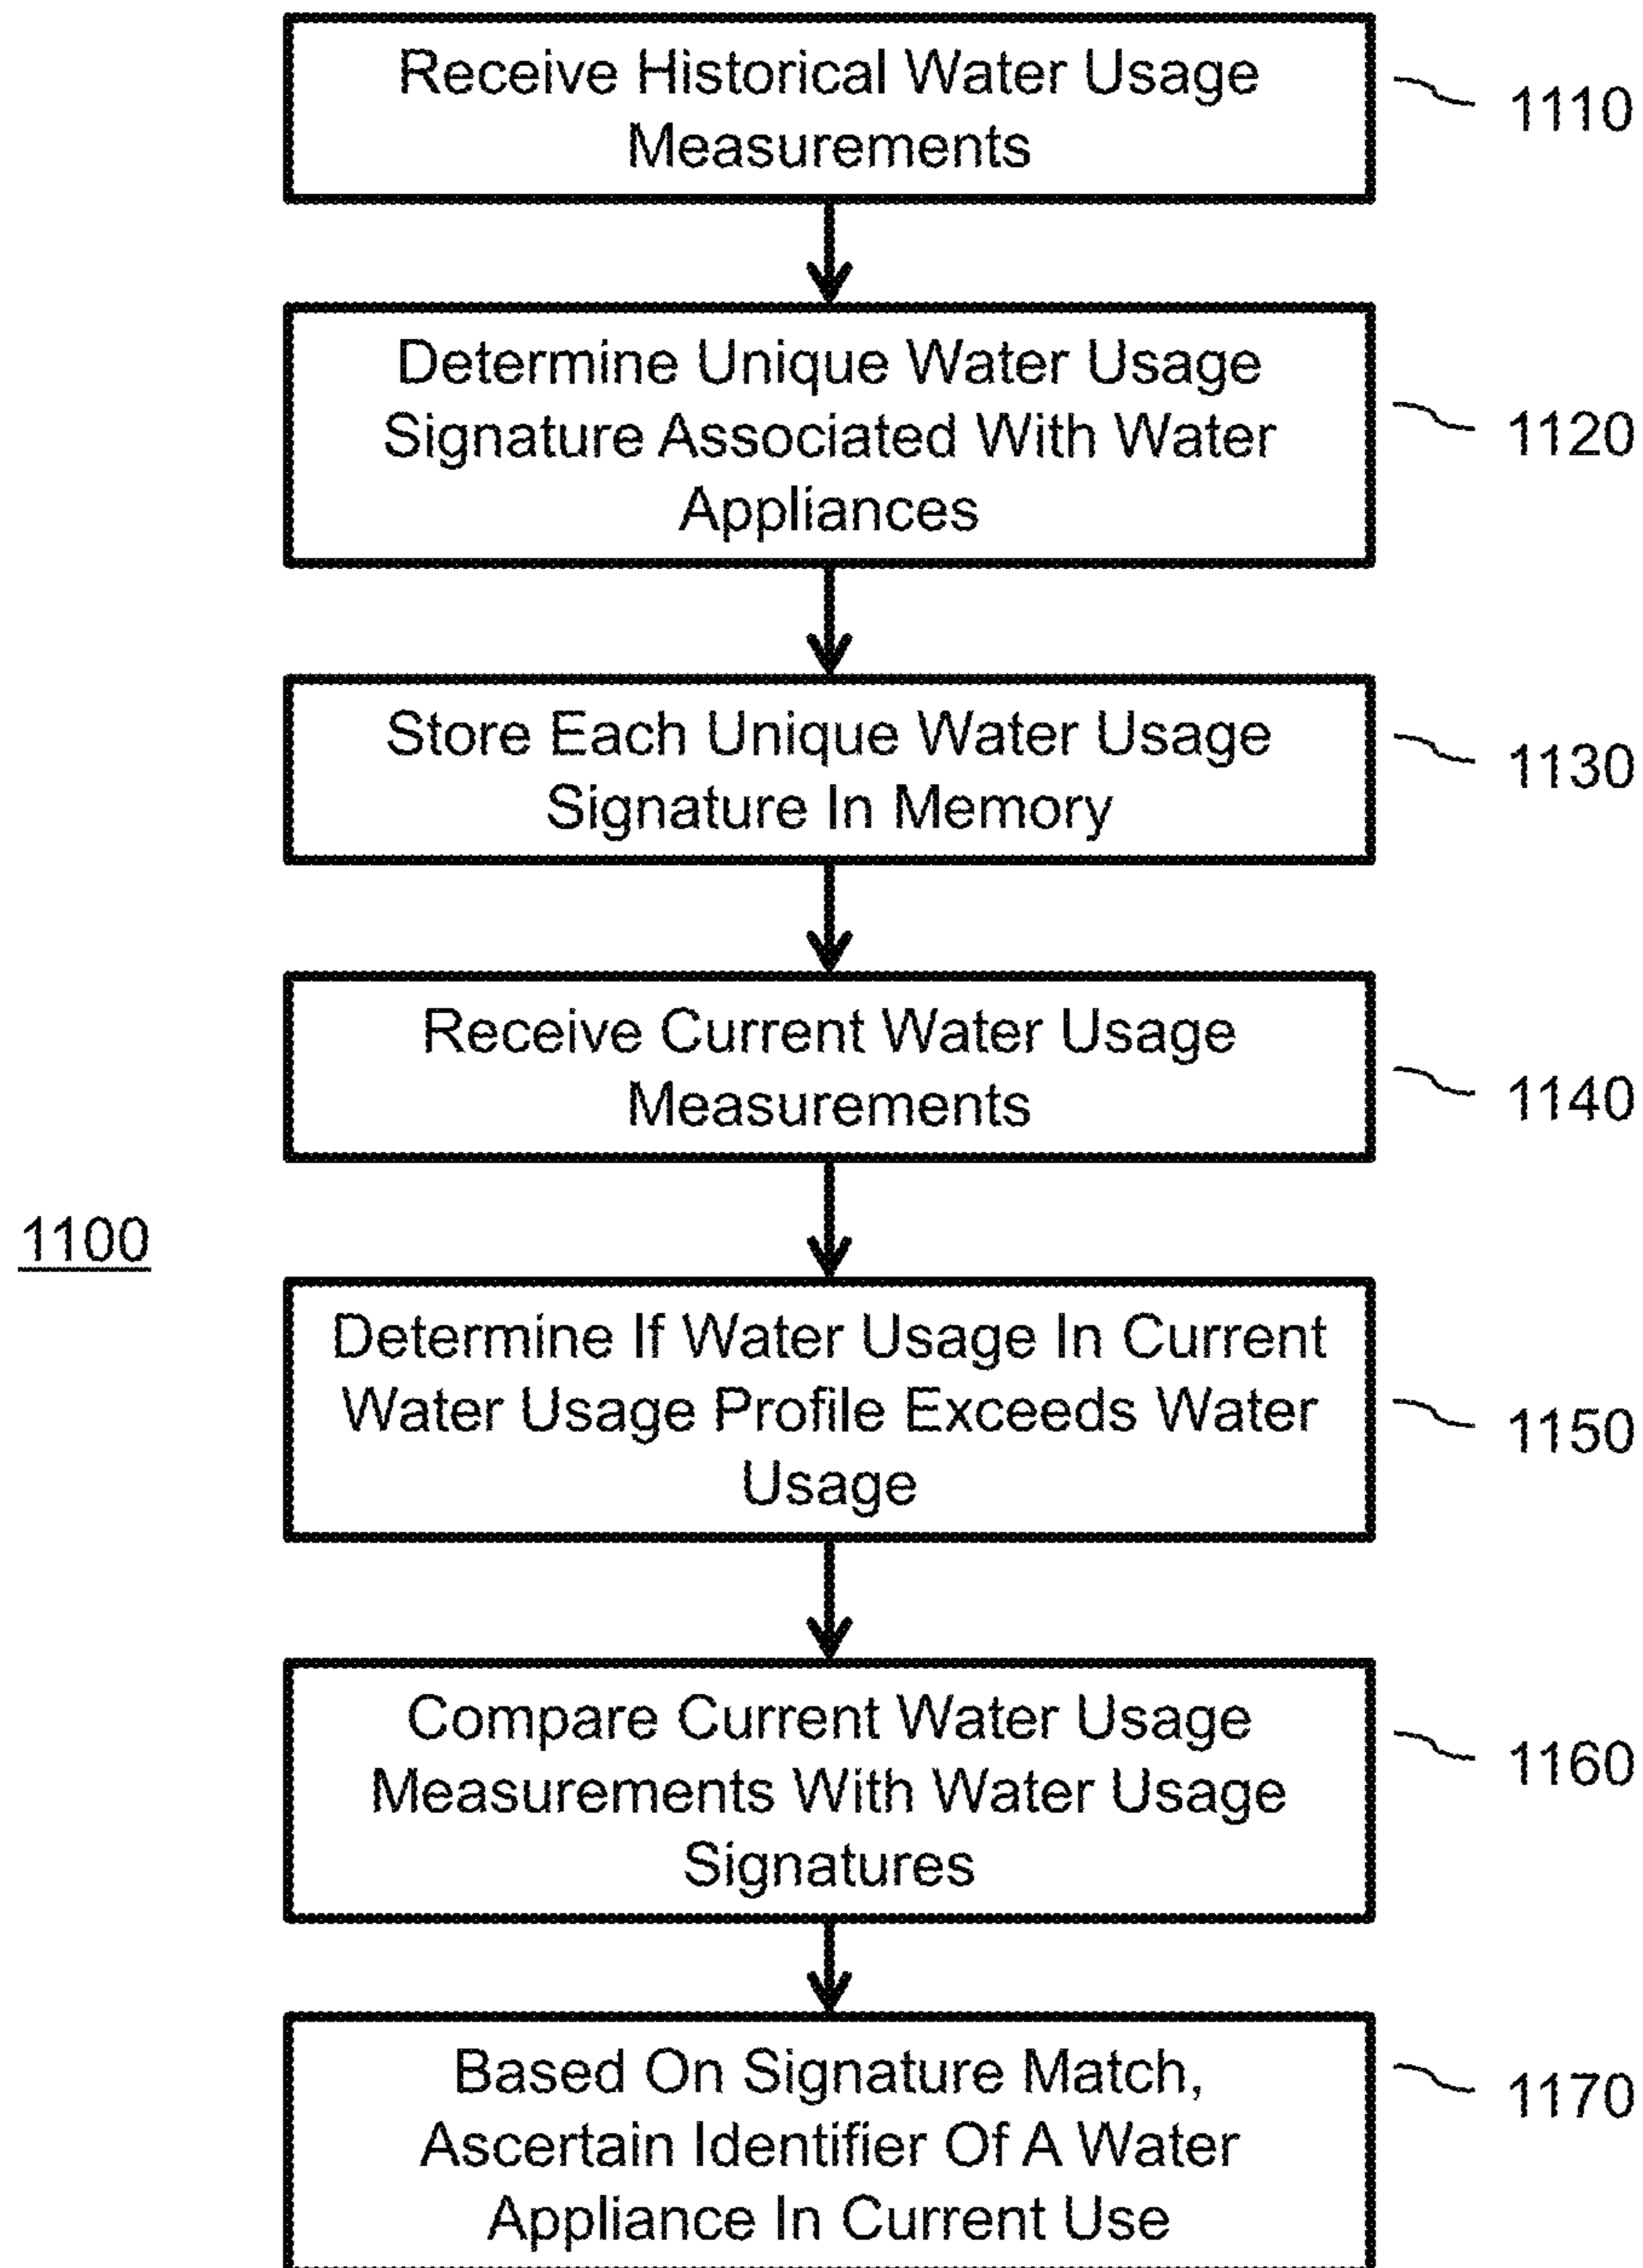 Receive Historical Water Usage
Measurements
1110
Determine Unique Water Usage
Signature Associated With Water
Appliances
1120
Store Each Unique Water Usage
Signature In Memory
1130
Receive Current Water Usage
Measurements
1140
1100
Determine If Water Usage In Current
Water Usage Profile Exceeds Water
Usage
1150
Compare Current Water Usage
Measurements With Water Usage
Signatures
1160
Based On Signature Match,
Ascertain Identifier Of A Water
Appliance In Current Use
1170